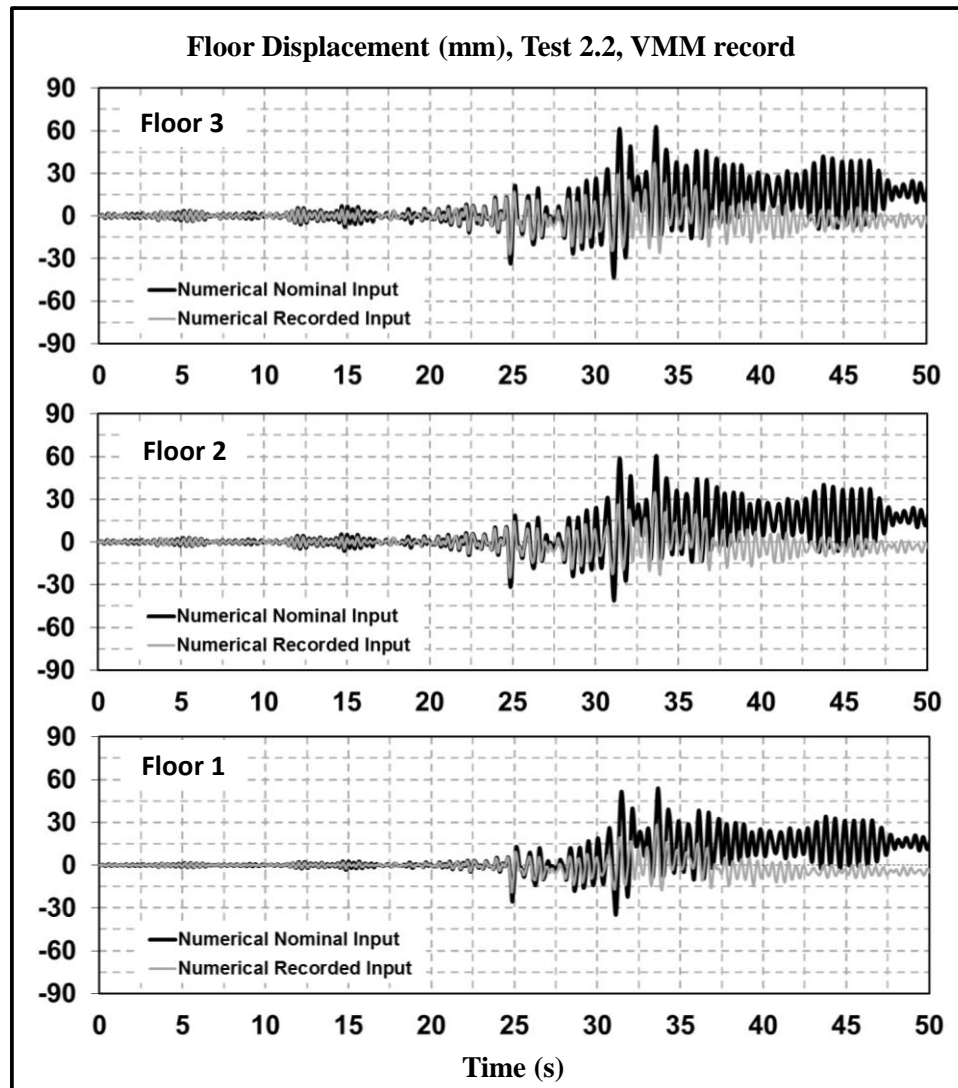 Floor Displacement (mm), Test 2.2, VMM record
90
60
30
0
-30
-60
-90
Floor 3
Numerical Nominal Input
Numerical Recorded Input
0 5 10 15 20 25 30 35 40 45 50
90
60
30
0
-30
-60
-90
Floor 2
Numerical Nominal Input
Numerical Recorded Input
0 5 10 15 20 25 30 35 40 45 50
90
60
30
0
-30
-60
-90
Floor 1
Numerical Nominal Input
Numerical Recorded Input
0 5 10 15 20 25 30 35 40 45 50
Time (s)